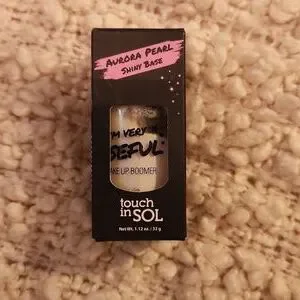 AURORA PEARL
SHINY BASE
I'M VERY
SEFUL
AKE UP-BOOMER
touch
in SOL
Net Wt. 1.12 oz. / 32 g